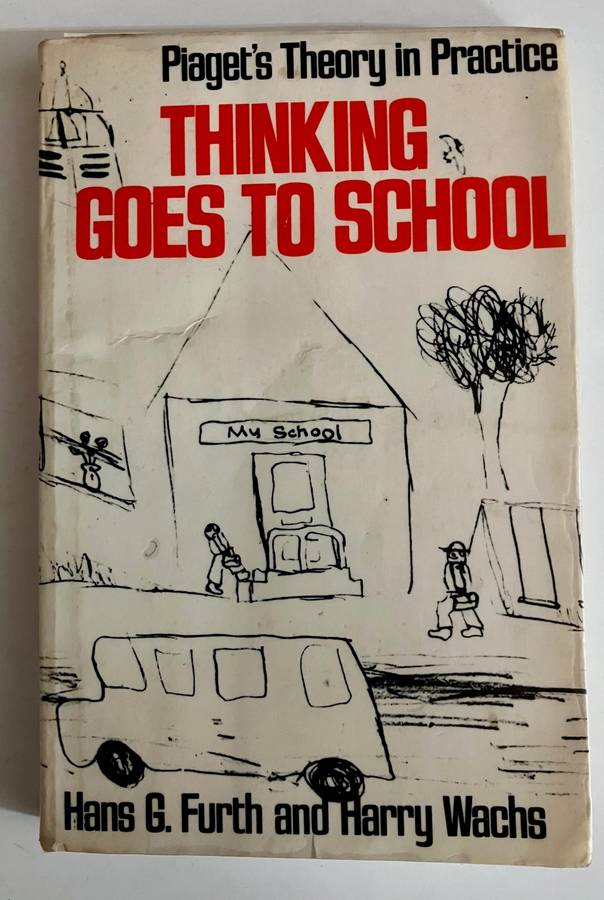 Piaget's Theory in Practice
THINKING
GOES TO SCHOOL
My School
Hans G. Furth and Harry Wachs